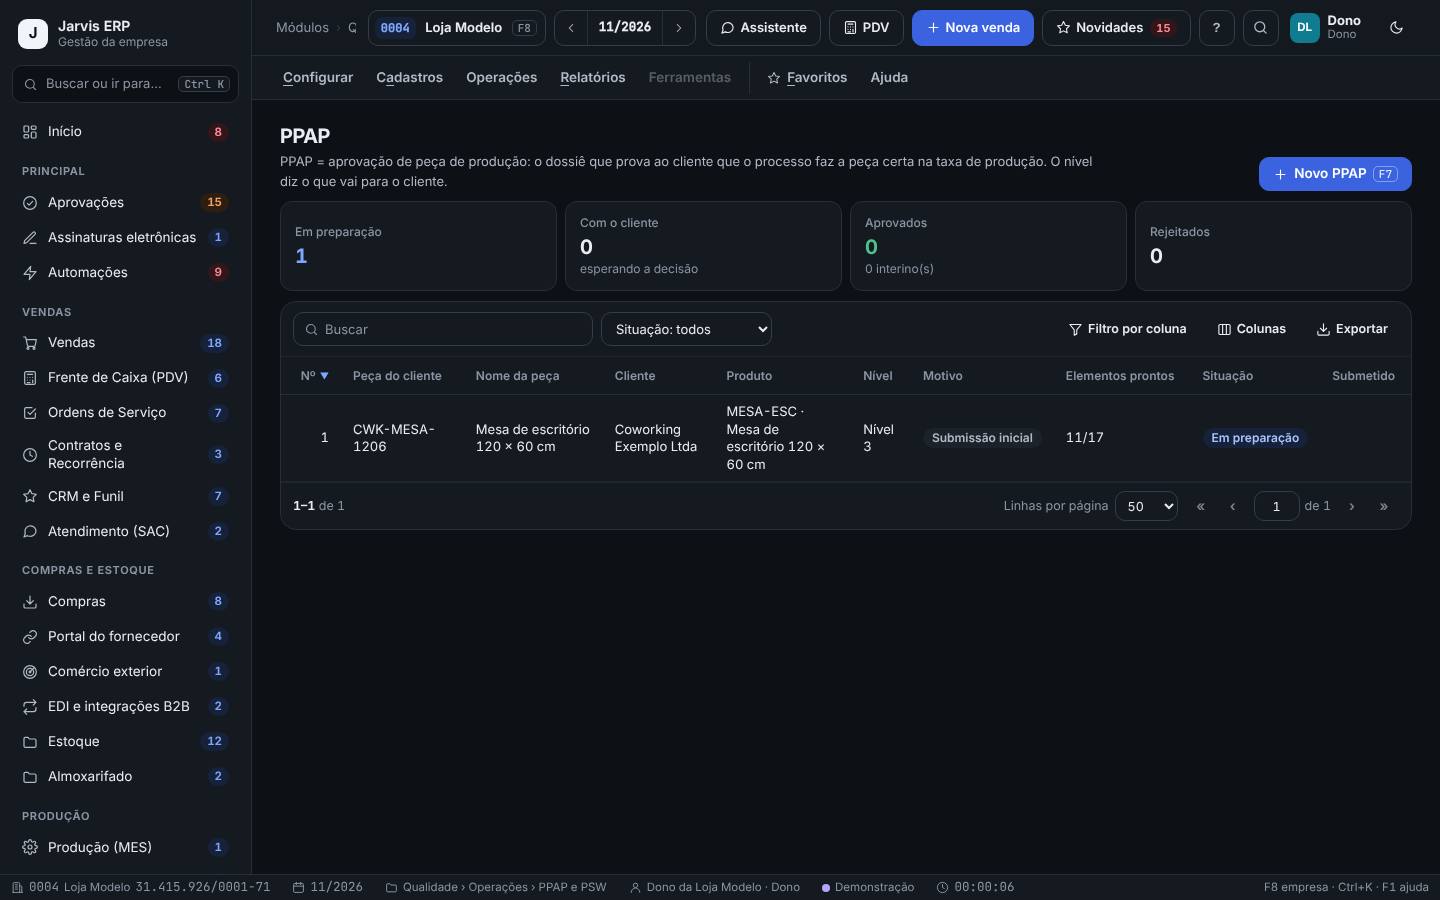 J
Jarvis ERP
Gestão da empresa
Buscar ou ir para... Ctrl K
Início 8
PRINCIPAL
Aprovações 15
Assinaturas eletrônicas 1
Automações 9
VENDAS
Vendas 18
Frente de Caixa (PDV) 6
Ordens de Serviço 7
Contratos e
Recorrência 3
CRM e Funil 7
Atendimento (SAC) 2
COMPRAS E ESTOQUE
Compras 8
Portal do fornecedor 4
Comércio exterior 1
EDI e integrações B2B 2
Estoque 12
Almoxarifado 2
PRODUÇÃO
Produção (MES) 1
Módulos › 0004 Loja Modelo F8 ‹ 11/2026 › Assistente PDV + Nova venda Novidades 15 ? DL Dono
Dono
Configurar Cadastros Operações Relatórios Ferramentas Favoritos Ajuda
PPAP
PPAP = aprovação de peça de produção: o dossiê que prova ao cliente que o processo faz a peça certa na taxa de produção. O nível
diz o que vai para o cliente.
+ Novo PPAP F7
Em preparação
1
Com o cliente
0
esperando a decisão
Aprovados
0
0 interino(s)
Rejeitados
0
Buscar Situação: todos Filtro por coluna Colunas Exportar
Nº ▼ Peça do cliente Nome da peça Cliente Produto Nível Motivo Elementos prontos Situação Submetido
1
CWK-MESA-
1206
Mesa de escritório
120 × 60 cm
Coworking
Exemplo Ltda
MESA-ESC ·
Mesa de
escritório 120 ×
60 cm
Nível
3
Submissão inicial
11/17
Em preparação
1–1 de 1 Linhas por página 50 « ‹ 1 de 1 › »
0004 Loja Modelo 31.415.926/0001-71 11/2026 Qualidade › Operações › PPAP e PSW Dono da Loja Modelo · Dono Demonstração 00:00:06 F8 empresa · Ctrl+K · F1 ajuda